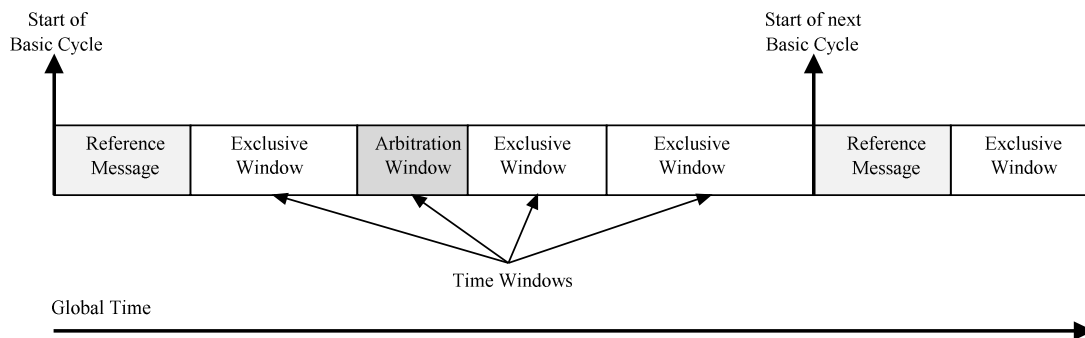 Start of
Basic Cycle
Start of next
Basic Cycle
Reference
Message
Exclusive
Window
Arbitration
Window
Exclusive
Window
Exclusive
Window
Reference
Message
Exclusive
Window
Time Windows
Global Time